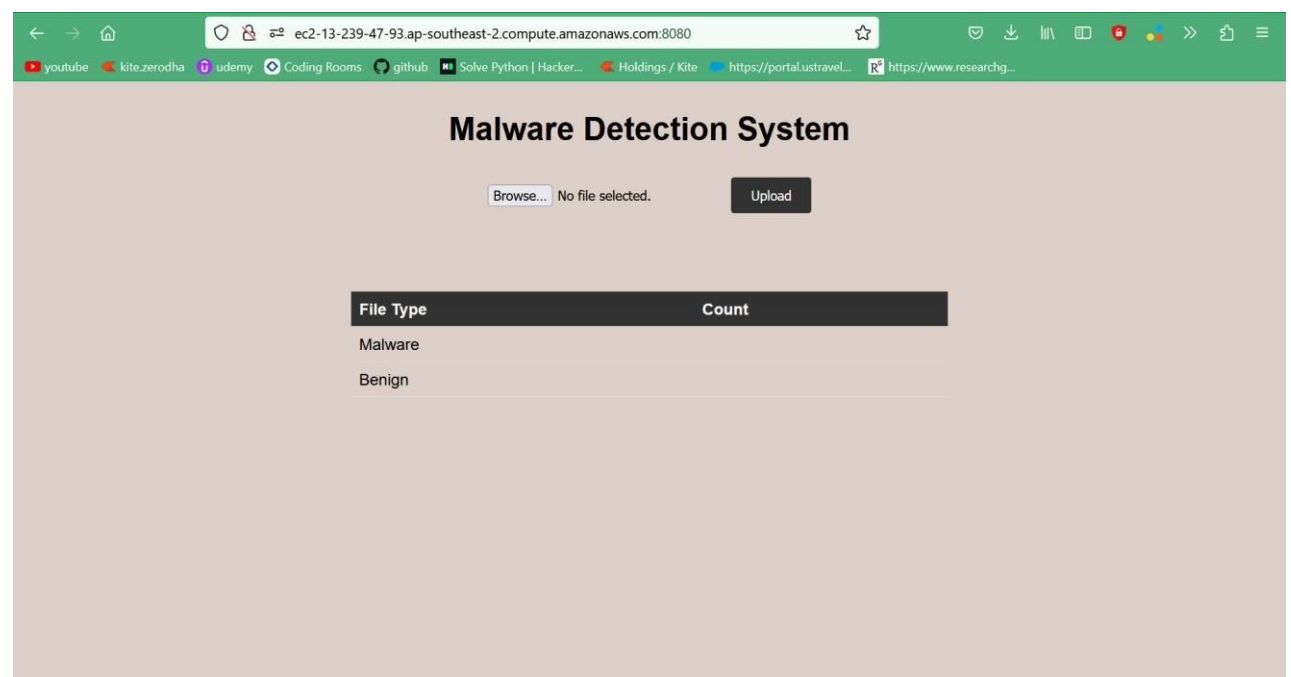 ec2-13-239-47-93.ap-southeast-2.compute.amazonaws.com:8080
youtube kite.zerodha udemy Coding Rooms github Solve Python | Hacker... Holdings / Kite https://portal.ustravel... https://www.researchg...
Malware Detection System
Browse... No file selected. Upload
File Type Count
Malware
Benign